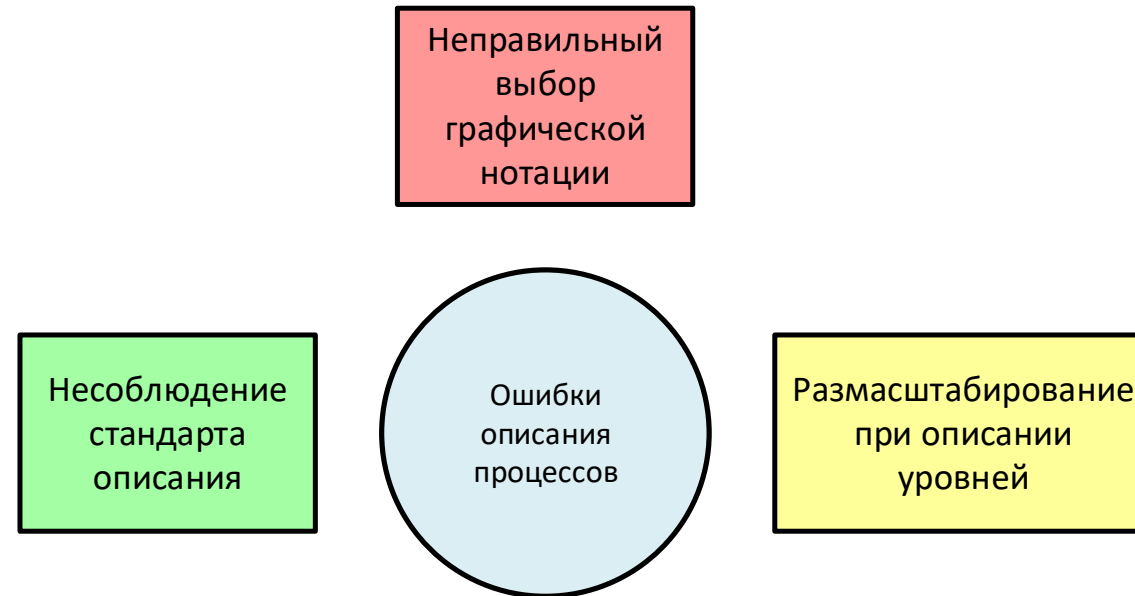 Неправильный
выбор
графической
нотации
Несоблюдение
стандарта
описания
Ошибки
описания
процессов
Размасштабирование
при описании
уровней